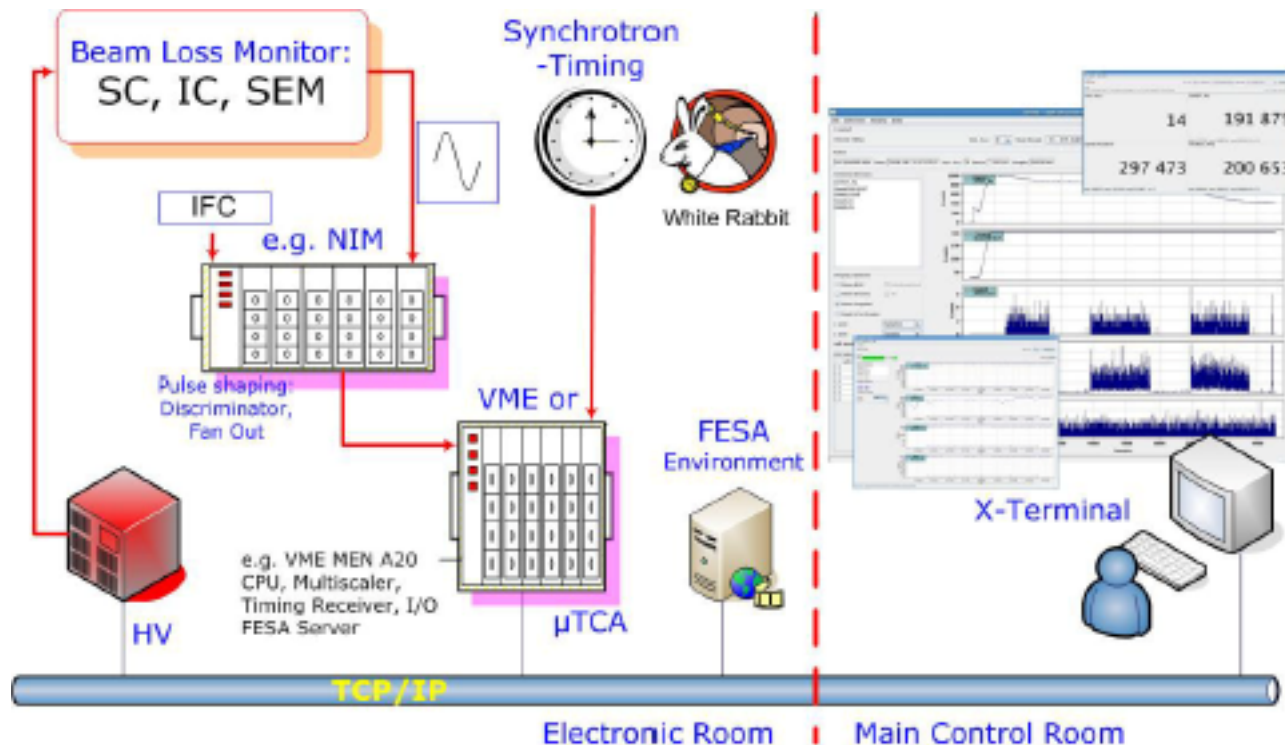 Beam Loss Monitor:
SC, IC, SEM
Synchrotron
-Timing
White Rabbit
IFC
e.g. NIM
Pulse shaping:
Discriminator,
Fan Out
VME or
µTCA
e.g. VME MEN A20
CPU, Multiscaler,
Timing Receiver, I/O
FESA Server
HV
FESA
Environment
14
191 875
297 473
200 653
X-Terminal
TCP/IP
Electronic Room
Main Control Room